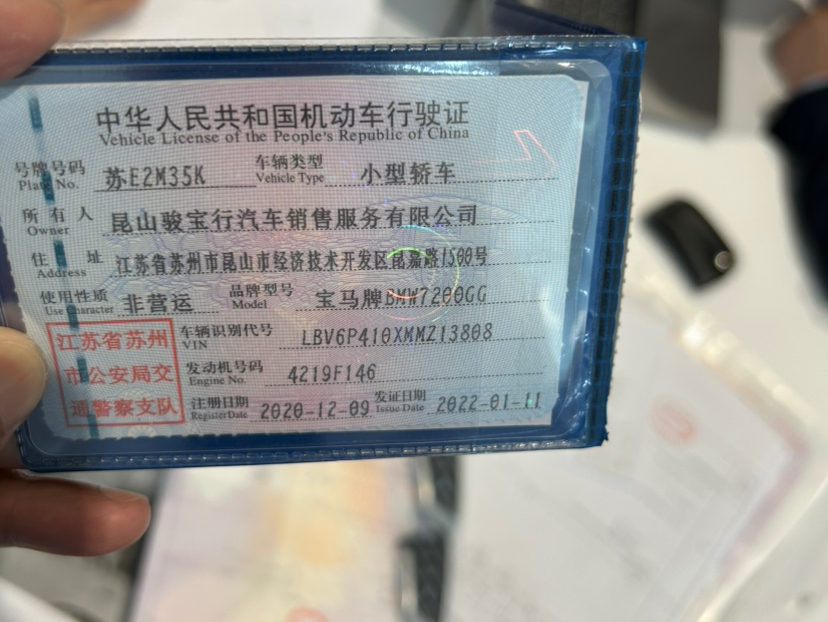 中华人民共和国机动车行驶证
Vehicle License of the People's Republic of China
号牌号码 苏E2M35K 车辆类型 小型轿车
Plate No. Vehicle Type
所有人 昆山骏宝行汽车销售服务有限公司
Owner
住址 江苏省苏州市昆山市经济技术开发区昆嘉路1500号
Address
使用性质 非营运 品牌型号 宝马牌BMW7200GG
Use Character Model
江苏省苏州
市公安局交
通警察支队
车辆识别代号 LBV6P410XMMZ13808
VIN
发动机号码 4219F146
Engine No.
注册日期 2020-12-09 发证日期 2022-01-11
Register Date Issue Date